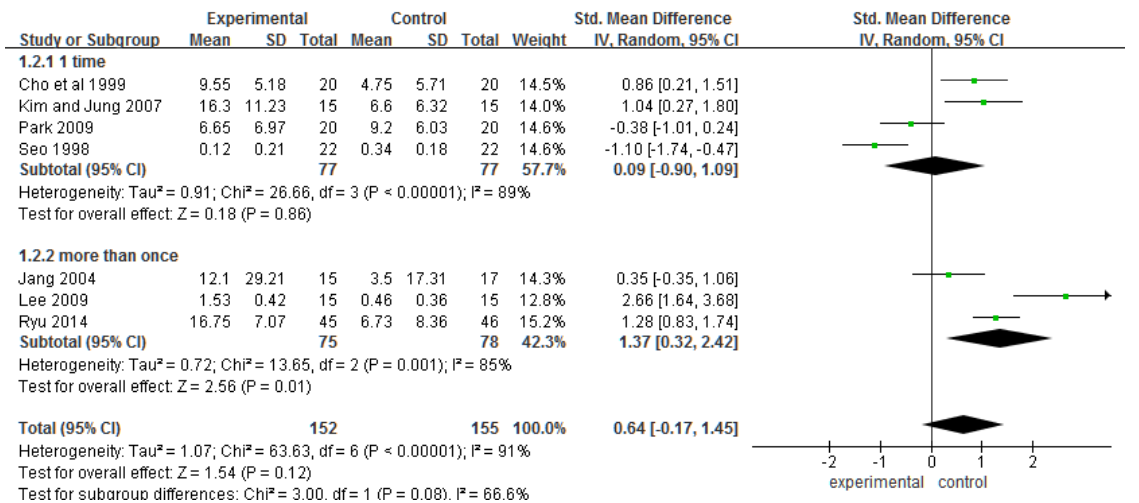 Experimental Control Std. Mean Difference Std. Mean Difference
Study or Subgroup Mean SD Total Mean SD Total Weight IV, Random, 95% CI IV, Random, 95% CI
1.2.1 1 time
Cho et al 1999 9.55 5.18 20 4.75 5.71 20 14.5% 0.86 [0.21, 1.51]
Kim and Jung 2007 16.3 11.23 15 6.6 6.32 15 14.0% 1.04 [0.27, 1.80]
Park 2009 6.65 6.97 20 9.2 6.03 20 14.6% -0.38 [-1.01, 0.24]
Seo 1998 0.12 0.21 22 0.34 0.18 22 14.6% -1.10 [-1.74, -0.47]
Subtotal (95% CI) 77 77 57.7% 0.09 [-0.90, 1.09]
Heterogeneity: Tau² = 0.91; Chi² = 26.66, df = 3 (P < 0.00001); I² = 89%
Test for overall effect: Z = 0.18 (P = 0.86)
1.2.2 more than once
Jang 2004 12.1 29.21 15 3.5 17.31 17 14.3% 0.35 [-0.35, 1.06]
Lee 2009 1.53 0.42 15 0.46 0.36 15 12.8% 2.66 [1.64, 3.68]
Ryu 2014 16.75 7.07 45 6.73 8.36 46 15.2% 1.28 [0.83, 1.74]
Subtotal (95% CI) 75 78 42.3% 1.37 [0.32, 2.42]
Heterogeneity: Tau² = 0.72; Chi² = 13.65, df = 2 (P = 0.001); I² = 85%
Test for overall effect: Z = 2.56 (P = 0.01)
Total (95% CI) 152 155 100.0% 0.64 [-0.17, 1.45]
Heterogeneity: Tau² = 1.07; Chi² = 63.63, df = 6 (P < 0.00001); I² = 91%
Test for overall effect: Z = 1.54 (P = 0.12)
Test for subgroup differences: Chi² = 3.00, df = 1 (P = 0.08), I² = 66.6%
-2 -1 0 1 2
experimental control